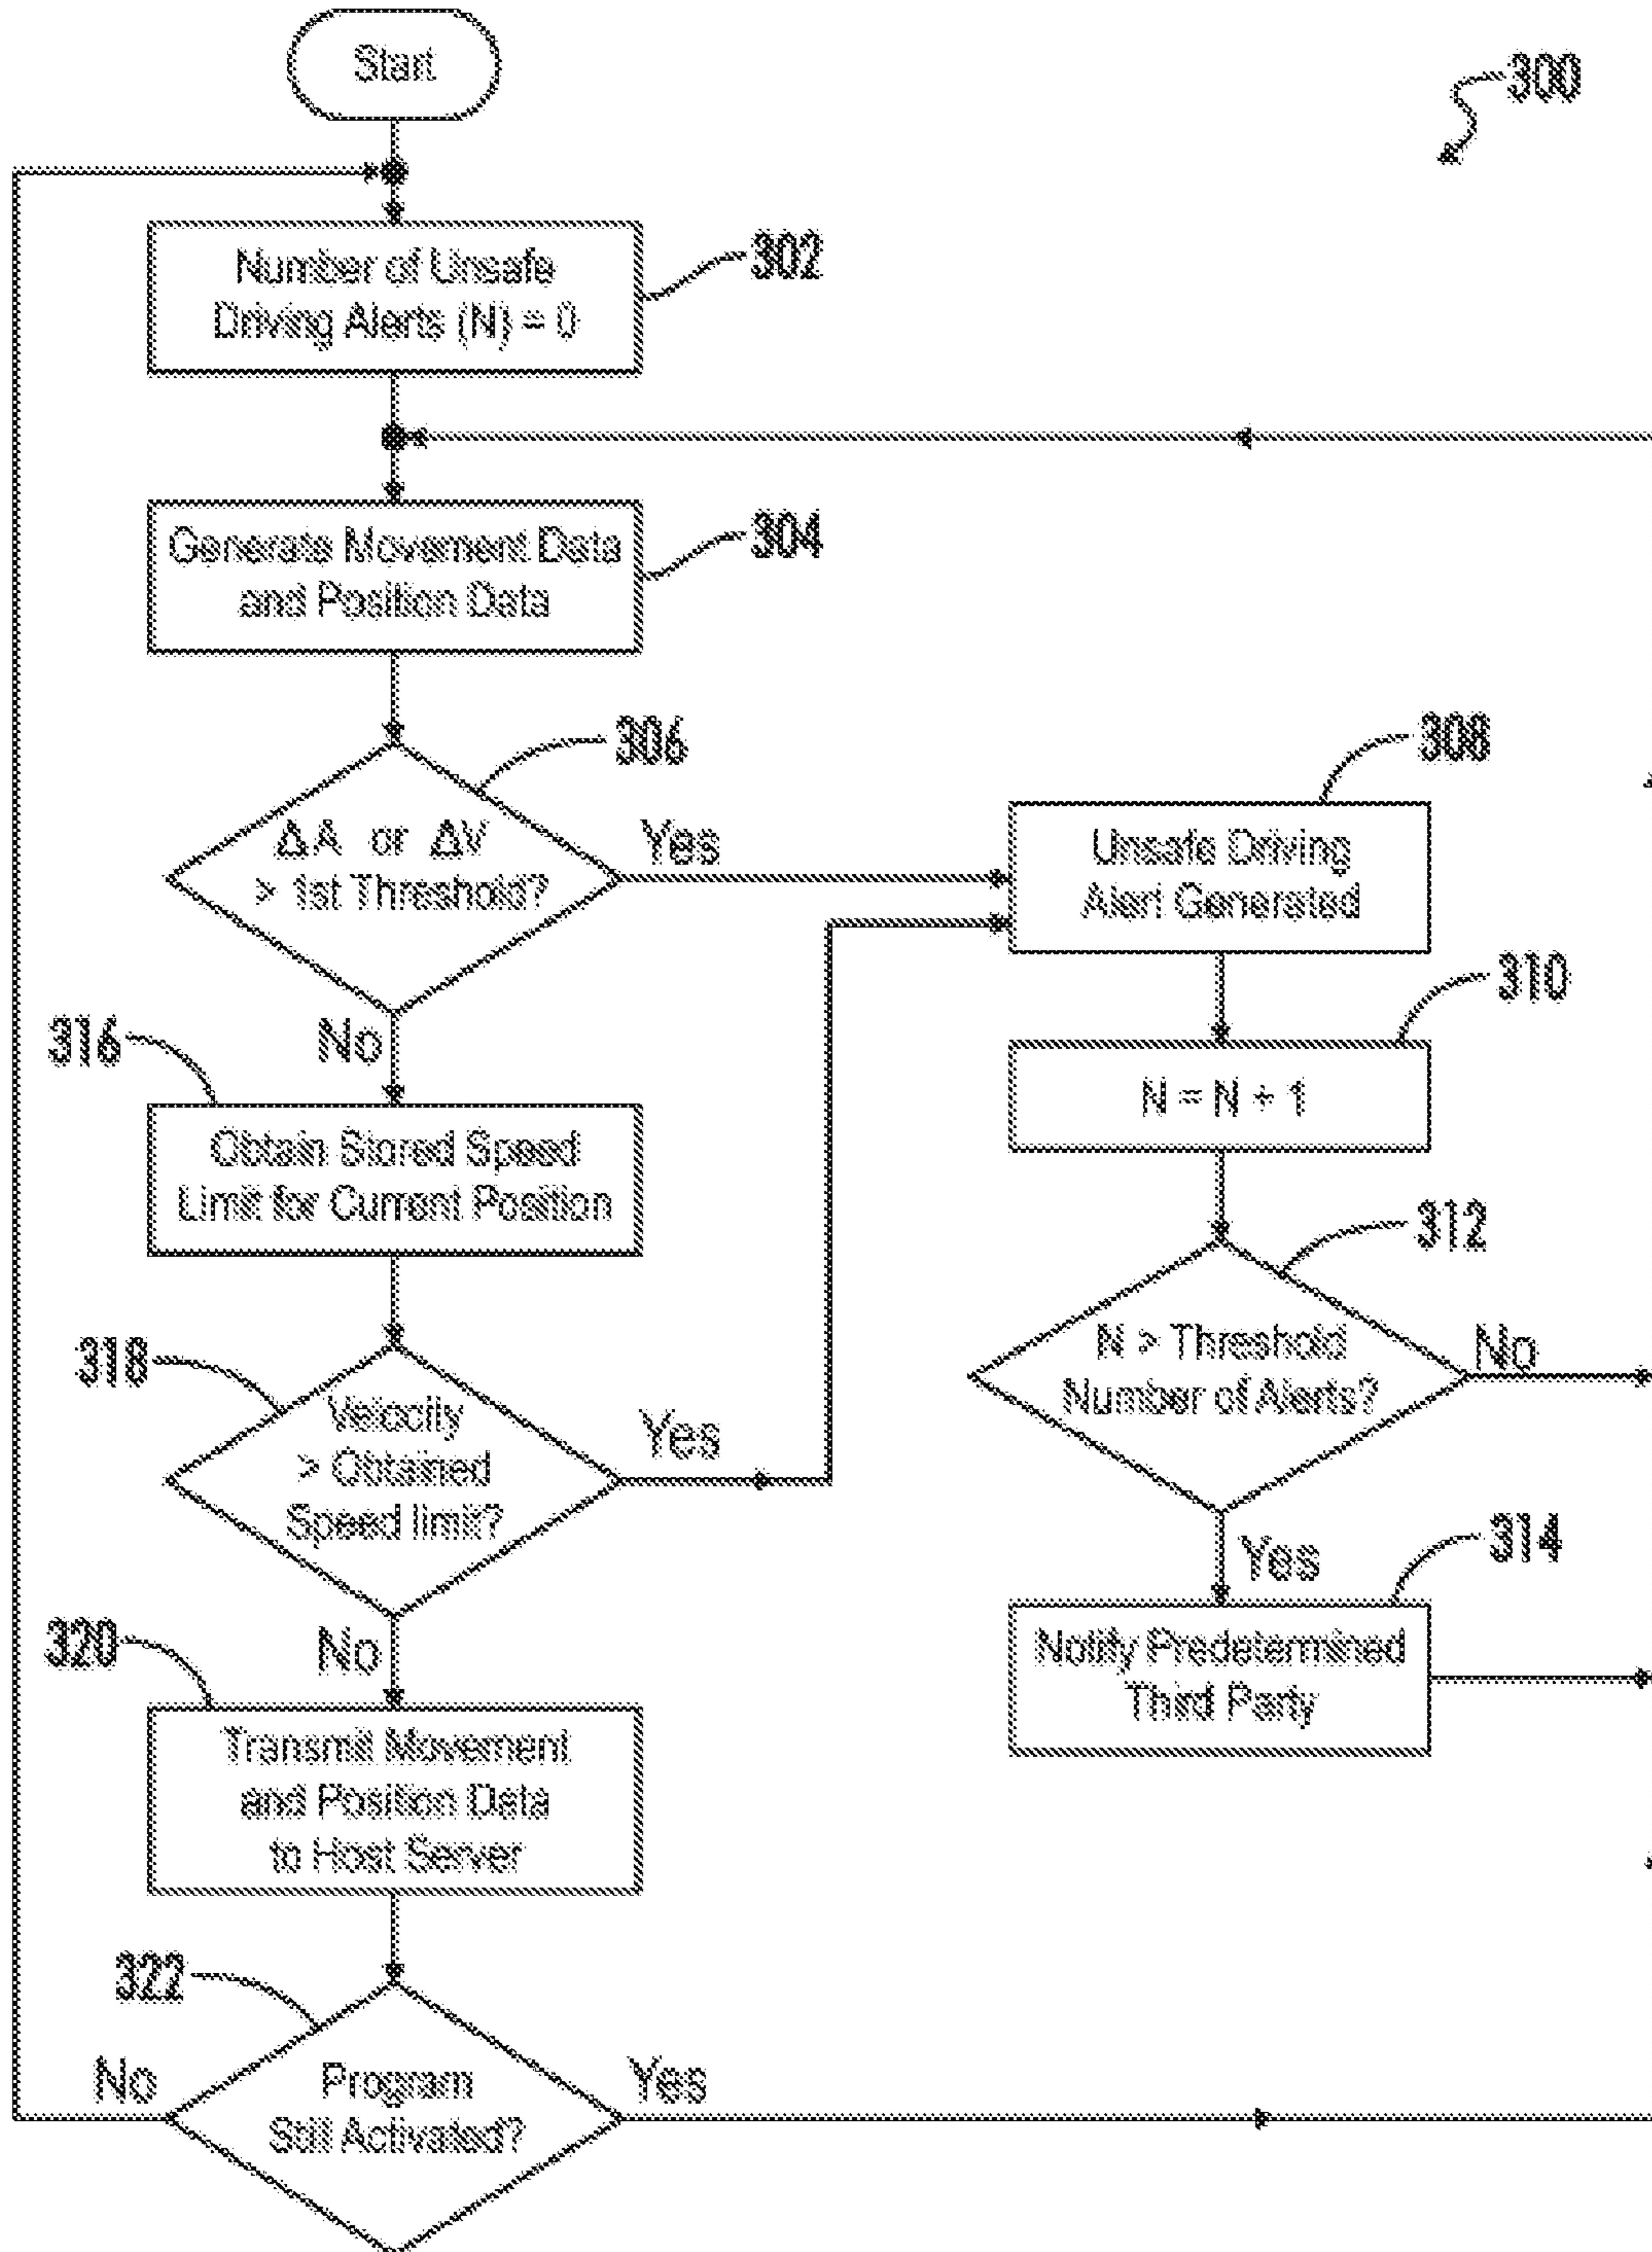 Start
300
Number of Unsafe
Driving Alerts (N) = 0
302
Generate Movement Data
and Position Data
304
306
ΔA or ΔV
> 1st Threshold?
Yes
No
308
Unsafe Driving
Alert Generated
310
N = N + 1
312
N > Threshold
Number of Alerts?
No
Yes
314
Notify Predetermined
Third Party
316
Obtain Stored Speed
Limit for Current Position
318
Velocity
> Obtained
Speed limit?
Yes
No
320
Transmit Movement
and Position Data
to Host Server
322
Program
Still Activated?
No
Yes